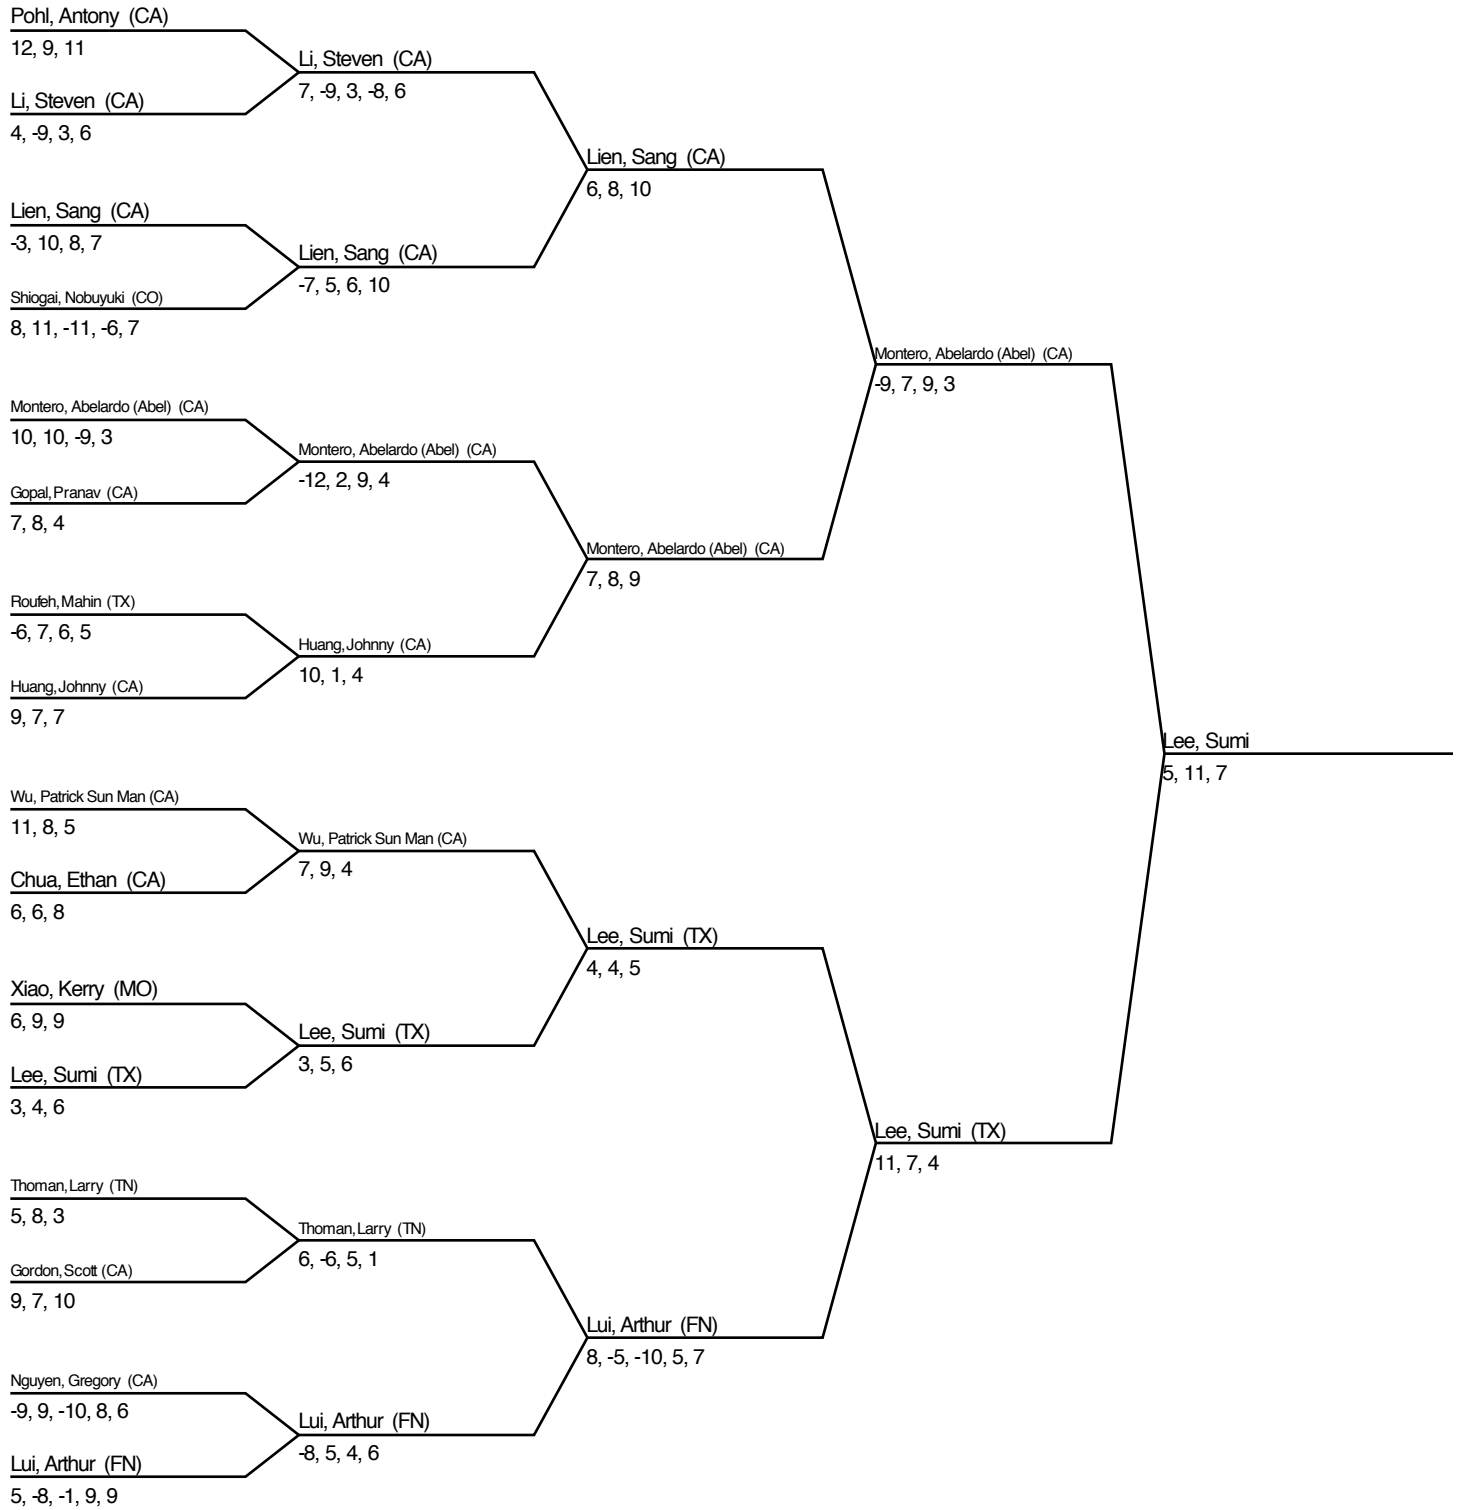 Pohl, Antony (CA)
12, 9, 11
Li, Steven (CA)
4, -9, 3, 6
Lien, Sang (CA)
-3, 10, 8, 7
Shiogai, Nobuyuki (CO)
8, 11, -11, -6, 7
Montero, Abelardo (Abel) (CA)
10, 10, -9, 3
Gopal, Pranav (CA)
7, 8, 4
Roufeh, Mahin (TX)
-6, 7, 6, 5
Huang, Johnny (CA)
9, 7, 7
Wu, Patrick Sun Man (CA)
11, 8, 5
Chua, Ethan (CA)
6, 6, 8
Xiao, Kerry (MO)
6, 9, 9
Lee, Sumi (TX)
3, 4, 6
Thoman, Larry (TN)
5, 8, 3
Gordon, Scott (CA)
9, 7, 10
Nguyen, Gregory (CA)
-9, 9, -10, 8, 6
Lui, Arthur (FN)
5, -8, -1, 9, 9
Li, Steven (CA)
7, -9, 3, -8, 6
Lien, Sang (CA)
-7, 5, 6, 10
Montero, Abelardo (Abel) (CA)
-12, 2, 9, 4
Huang, Johnny (CA)
10, 1, 4
Wu, Patrick Sun Man (CA)
7, 9, 4
Lee, Sumi (TX)
3, 5, 6
Thoman, Larry (TN)
6, -6, 5, 1
Lui, Arthur (FN)
-8, 5, 4, 6
Lien, Sang (CA)
6, 8, 10
Montero, Abelardo (Abel) (CA)
7, 8, 9
Lee, Sumi (TX)
4, 4, 5
Lui, Arthur (FN)
8, -5, -10, 5, 7
Montero, Abelardo (Abel) (CA)
-9, 7, 9, 3
Lee, Sumi (TX)
11, 7, 4
Lee, Sumi
5, 11, 7